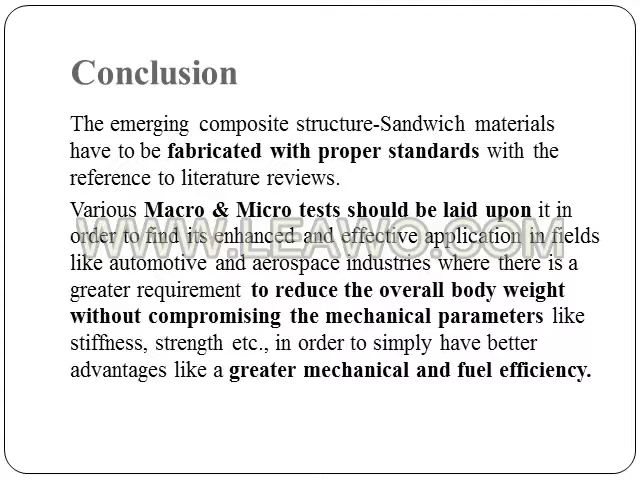 Conclusion
The emerging composite structure-Sandwich materials
have to be fabricated with proper standards with the
reference to literature reviews.
Various Macro & Micro tests should be laid upon it in
order to find its enhanced and effective application in fields
WWW.LEAWO.COM
like automotive and aerospace industries where there is a
greater requirement to reduce the overall body weight
without compromising the mechanical parameters like
stiffness, strength etc., in order to simply have better
advantages like a greater mechanical and fuel efficiency.